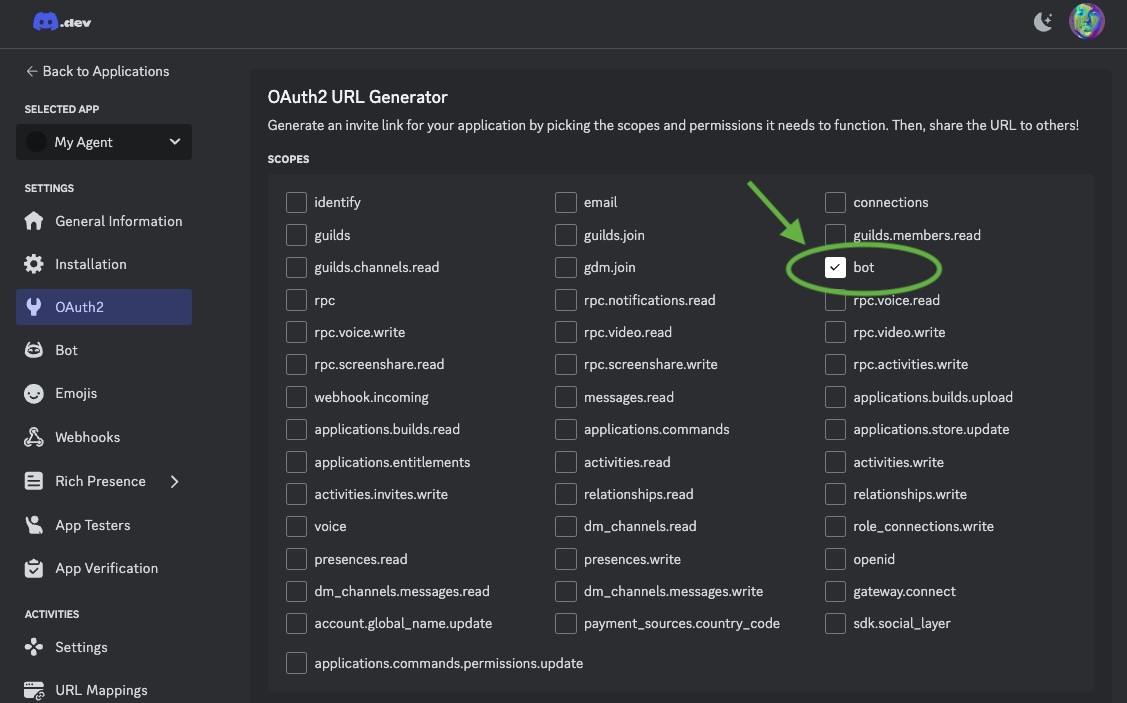 .dev
Back to Applications
SELECTED APP
My Agent
SETTINGS
General Information
Installation
OAuth2
Bot
Emojis
Webhooks
Rich Presence
App Testers
App Verification
ACTIVITIES
Settings
URL Mappings
OAuth2 URL Generator
Generate an invite link for your application by picking the scopes and permissions it needs to function. Then, share the URL to others!
SCOPES
identify
email
connections
guilds
guilds.join
guilds.members.read
guilds.channels.read
gdm.join
bot
rpc
rpc.notifications.read
rpc.voice.read
rpc.voice.write
rpc.video.read
rpc.video.write
rpc.screenshare.read
rpc.screenshare.write
rpc.activities.write
webhook.incoming
messages.read
applications.builds.upload
applications.builds.read
applications.commands
applications.store.update
applications.entitlements
activities.read
activities.write
activities.invites.write
relationships.read
relationships.write
voice
dm_channels.read
role_connections.write
presences.read
presences.write
openid
dm_channels.messages.read
dm_channels.messages.write
gateway.connect
account.global_name.update
payment_sources.country_code
sdk.social_layer
applications.commands.permissions.update